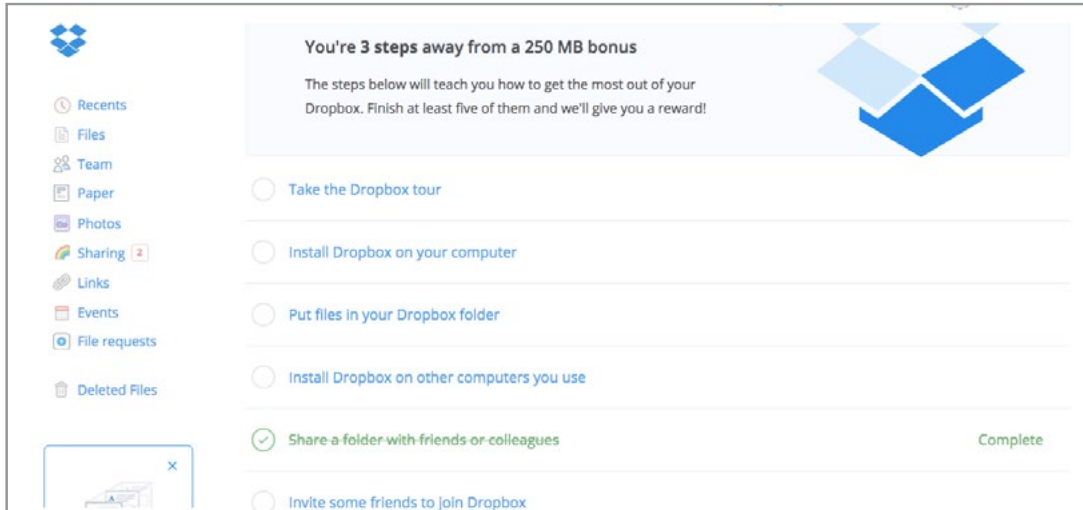 You're 3 steps away from a 250 MB bonus
The steps below will teach you how to get the most out of your
Dropbox. Finish at least five of them and we'll give you a reward!
Recents
Files
Team
Paper
Photos
Sharing 2
Links
Events
File requests
Deleted Files
Take the Dropbox tour
Install Dropbox on your computer
Put files in your Dropbox folder
Install Dropbox on other computers you use
Share a folder with friends or colleagues Complete
Invite some friends to join Dropbox
A